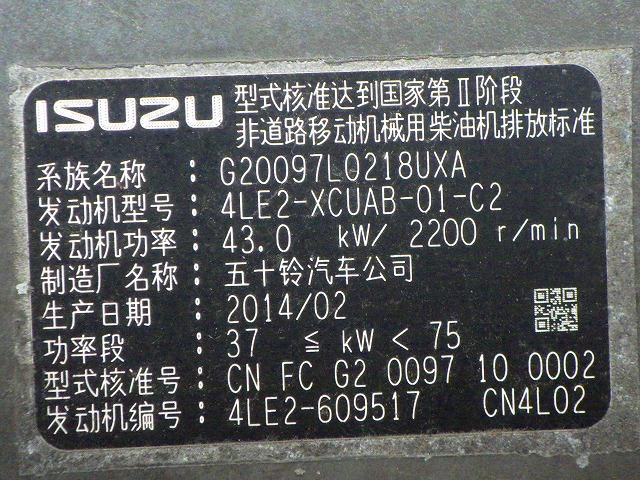 ISUZU 型式核准达到国家第Ⅱ阶段
非道路移动机械用柴油机排放标准
系族名称 : G20097L0218UXA
发动机型号 : 4LE2-XCUAB-01-C2
发动机功率 : 43.0 kW/ 2200 r/min
制造厂名称 : 五十铃汽车公司
生产日期 : 2014/02
功率段 : 37 ≦ kW < 75
型式核准号 : CN FC G2 0097 10 0002
发动机编号 : 4LE2-609517 CN4L02